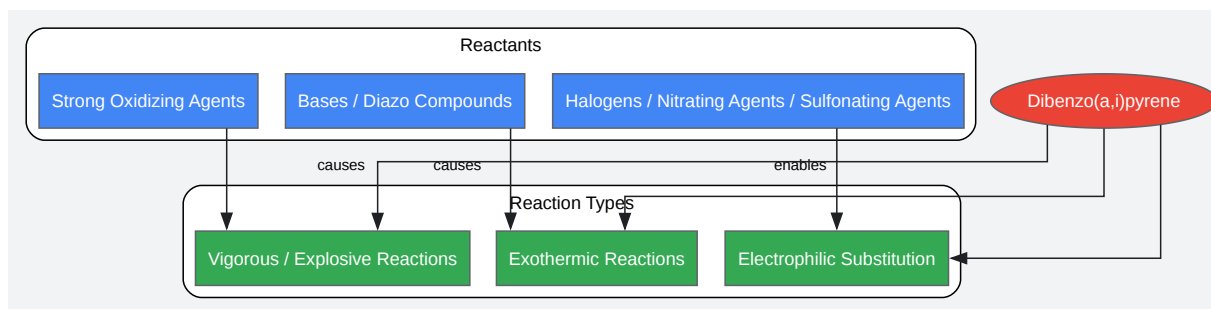 Reactants
Strong Oxidizing Agents
Bases / Diazo Compounds
Halogens / Nitrating Agents / Sulfonating Agents
Dibenzo(a,i)pyrene
causes
causes
enables
Reaction Types
Vigorous / Explosive Reactions
Exothermic Reactions
Electrophilic Substitution